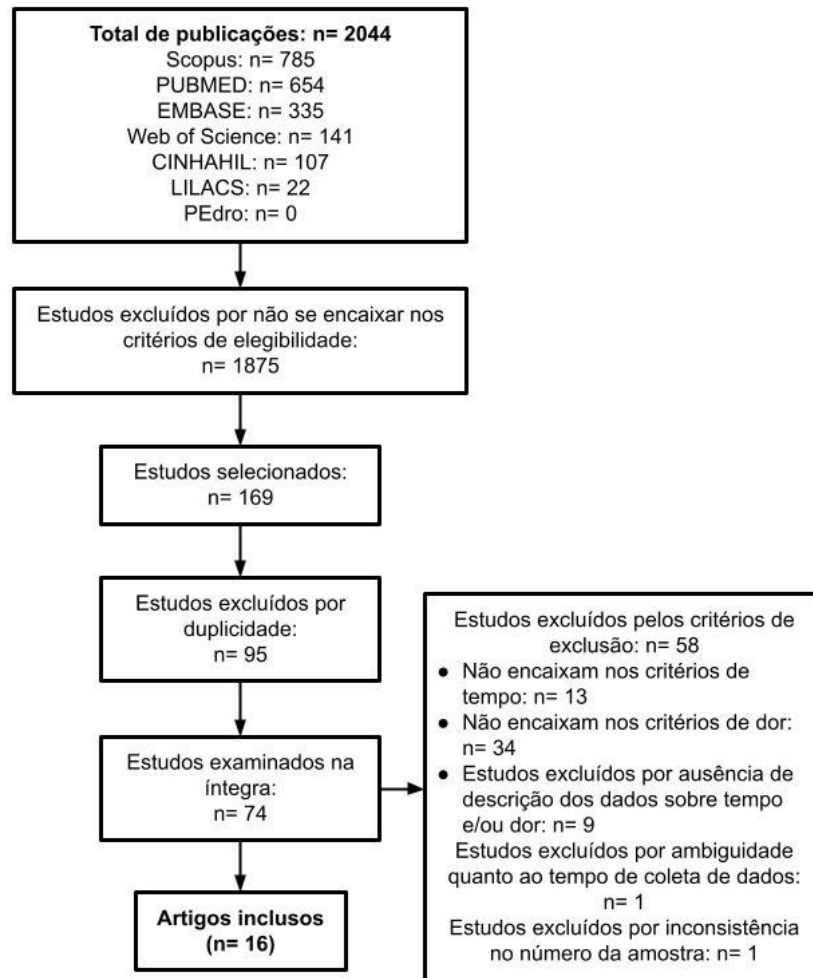 Total de publicações: n= 2044
Scopus: n= 785
PUBMED: n= 654
EMBASE: n= 335
Web of Science: n= 141
CINHAHIL: n= 107
LILACS: n= 22
PEdro: n= 0
Estudos excluídos por não se encaixar nos
critérios de elegibilidade:
n= 1875
Estudos selecionados:
n= 169
Estudos excluídos por
duplicidade:
n= 95
Estudos examinados na
íntegra:
n= 74
Estudos excluídos pelos critérios de
exclusão: n= 58
● Não encaixam nos critérios de
tempo: n= 13
● Não encaixam nos critérios de dor:
n= 34
● Estudos excluídos por ausência de
descrição dos dados sobre tempo
e/ou dor: n= 9
Estudos excluídos por ambiguidade
quanto ao tempo de coleta de dados:
n= 1
Estudos excluídos por inconsistência
no número da amostra: n= 1
Artigos inclusos
(n= 16)